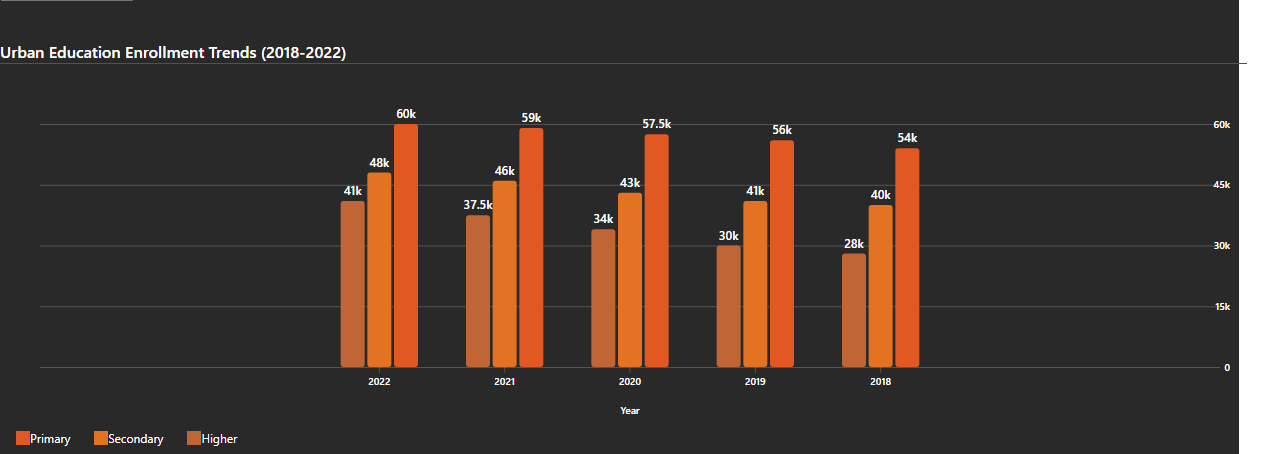 Urban Education Enrollment Trends (2018-2022)
60k
59k
57.5k
56k
54k
60k
48k
46k
43k
41k
40k
45k
41k
37.5k
34k
30k
28k
30k
15k
0
2022 2021 2020 2019 2018
Year
Primary Secondary Higher